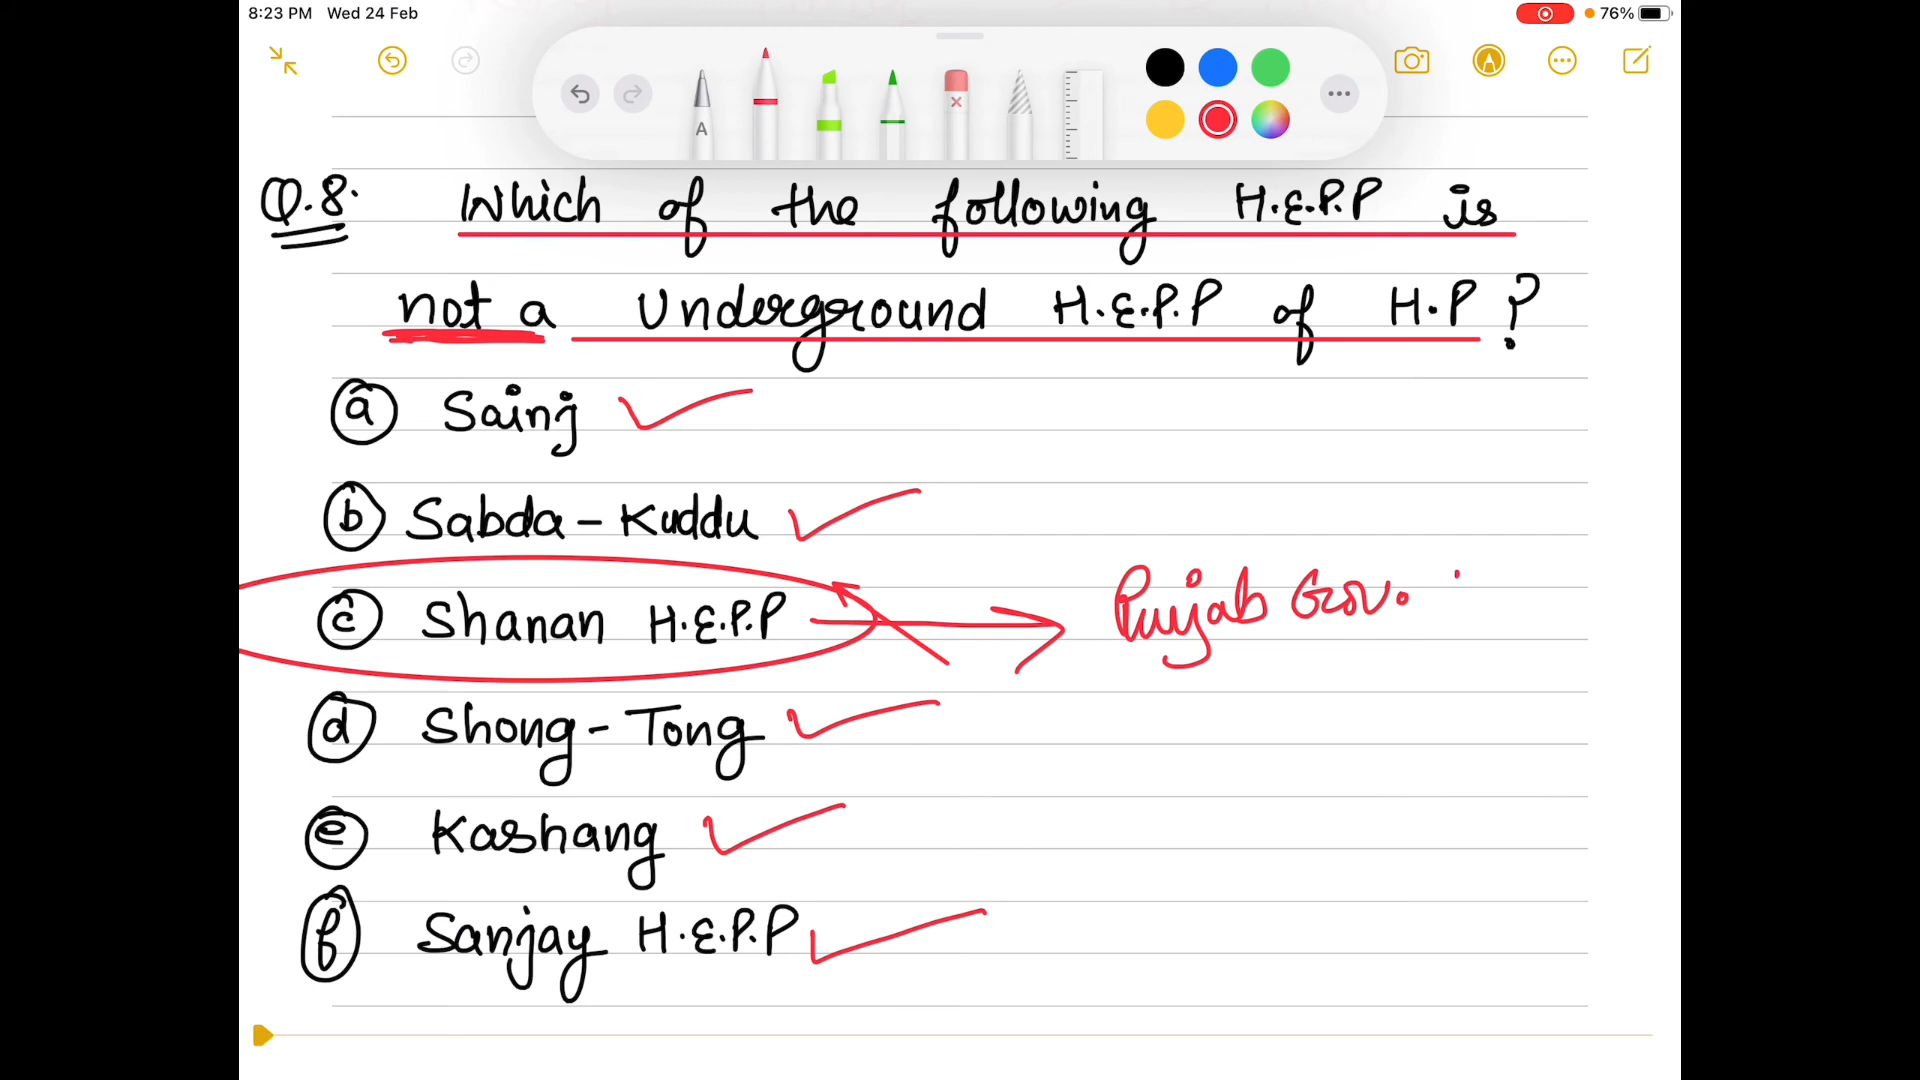 8:23 PM Wed 24 Feb
76%
A
Q.8. Which of the following H.E.P.P is
not a Underground H.E.P.P of H.P ?
a Sainj
b Sabda - Kuddu
c Shanan H.E.P.P
Punjab Gov.
d Shong - Tong
e Kashang
f Sanjay H.E.P.P